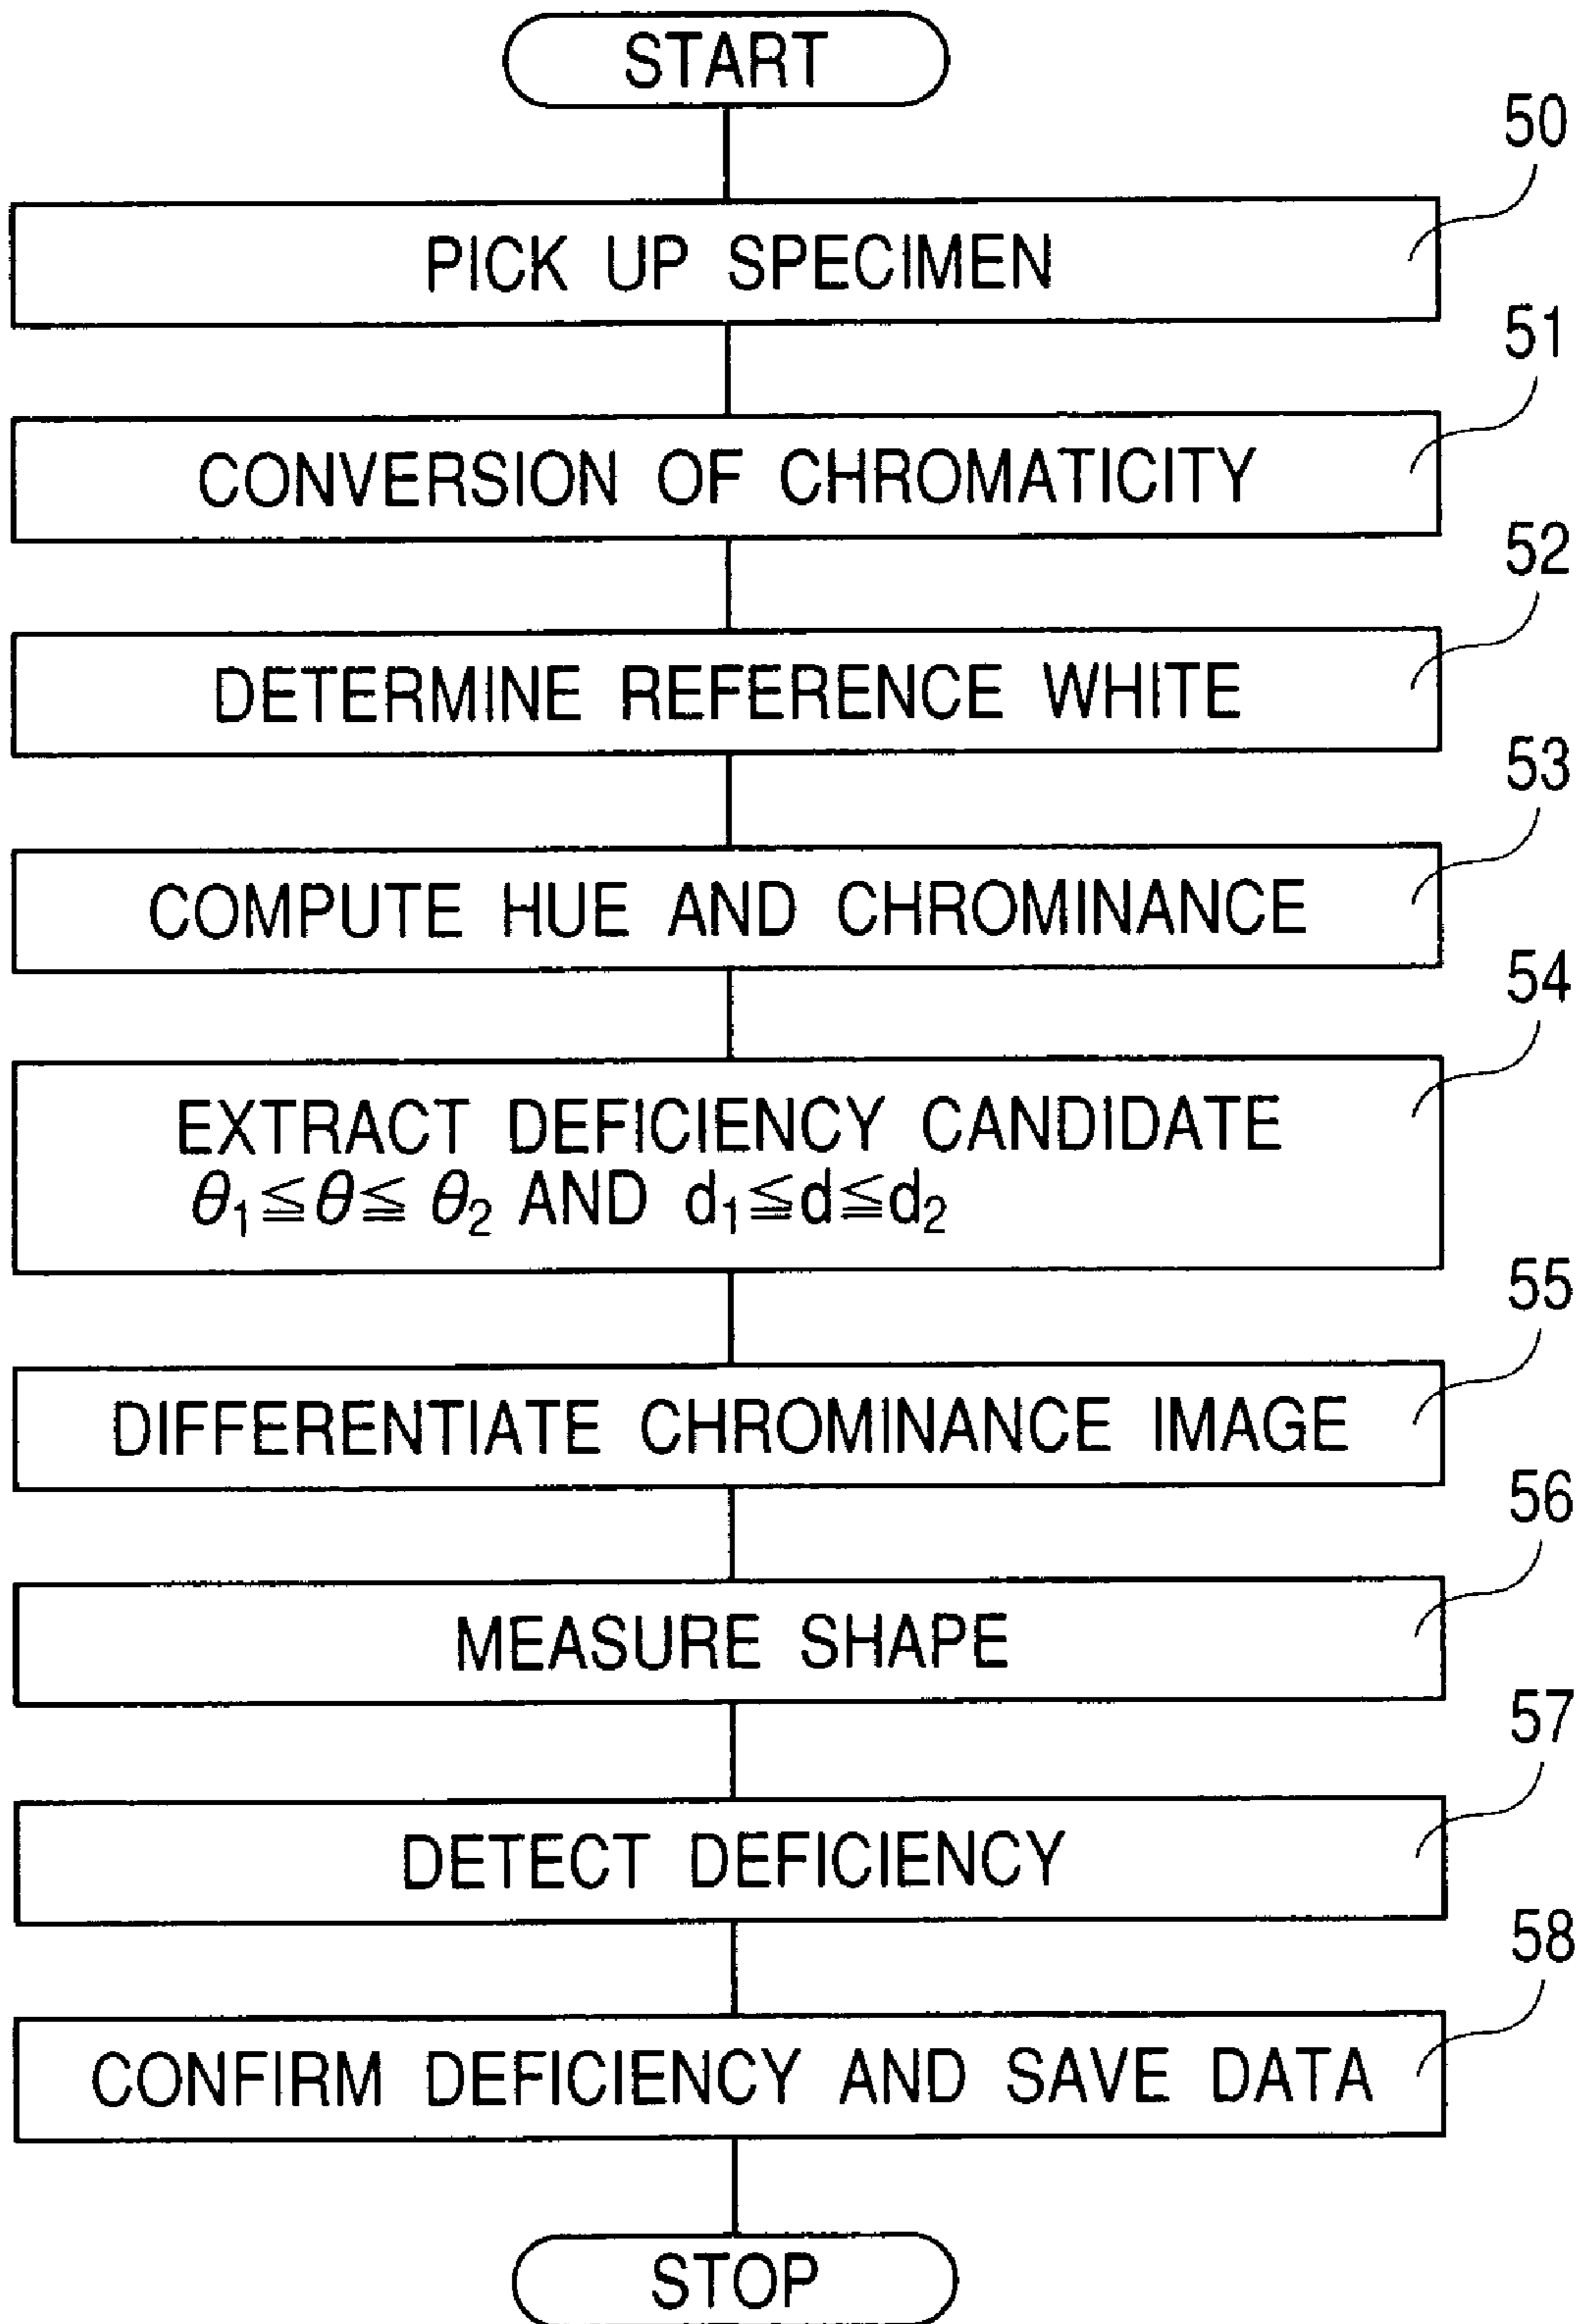 START
50
PICK UP SPECIMEN
51
CONVERSION OF CHROMATICITY
52
DETERMINE REFERENCE WHITE
53
COMPUTE HUE AND CHROMINANCE
54
EXTRACT DEFICIENCY CANDIDATE
θ₁≦θ≦ θ₂ AND d₁≦d≦d₂
55
DIFFERENTIATE CHROMINANCE IMAGE
56
MEASURE SHAPE
57
DETECT DEFICIENCY
58
CONFIRM DEFICIENCY AND SAVE DATA
STOP